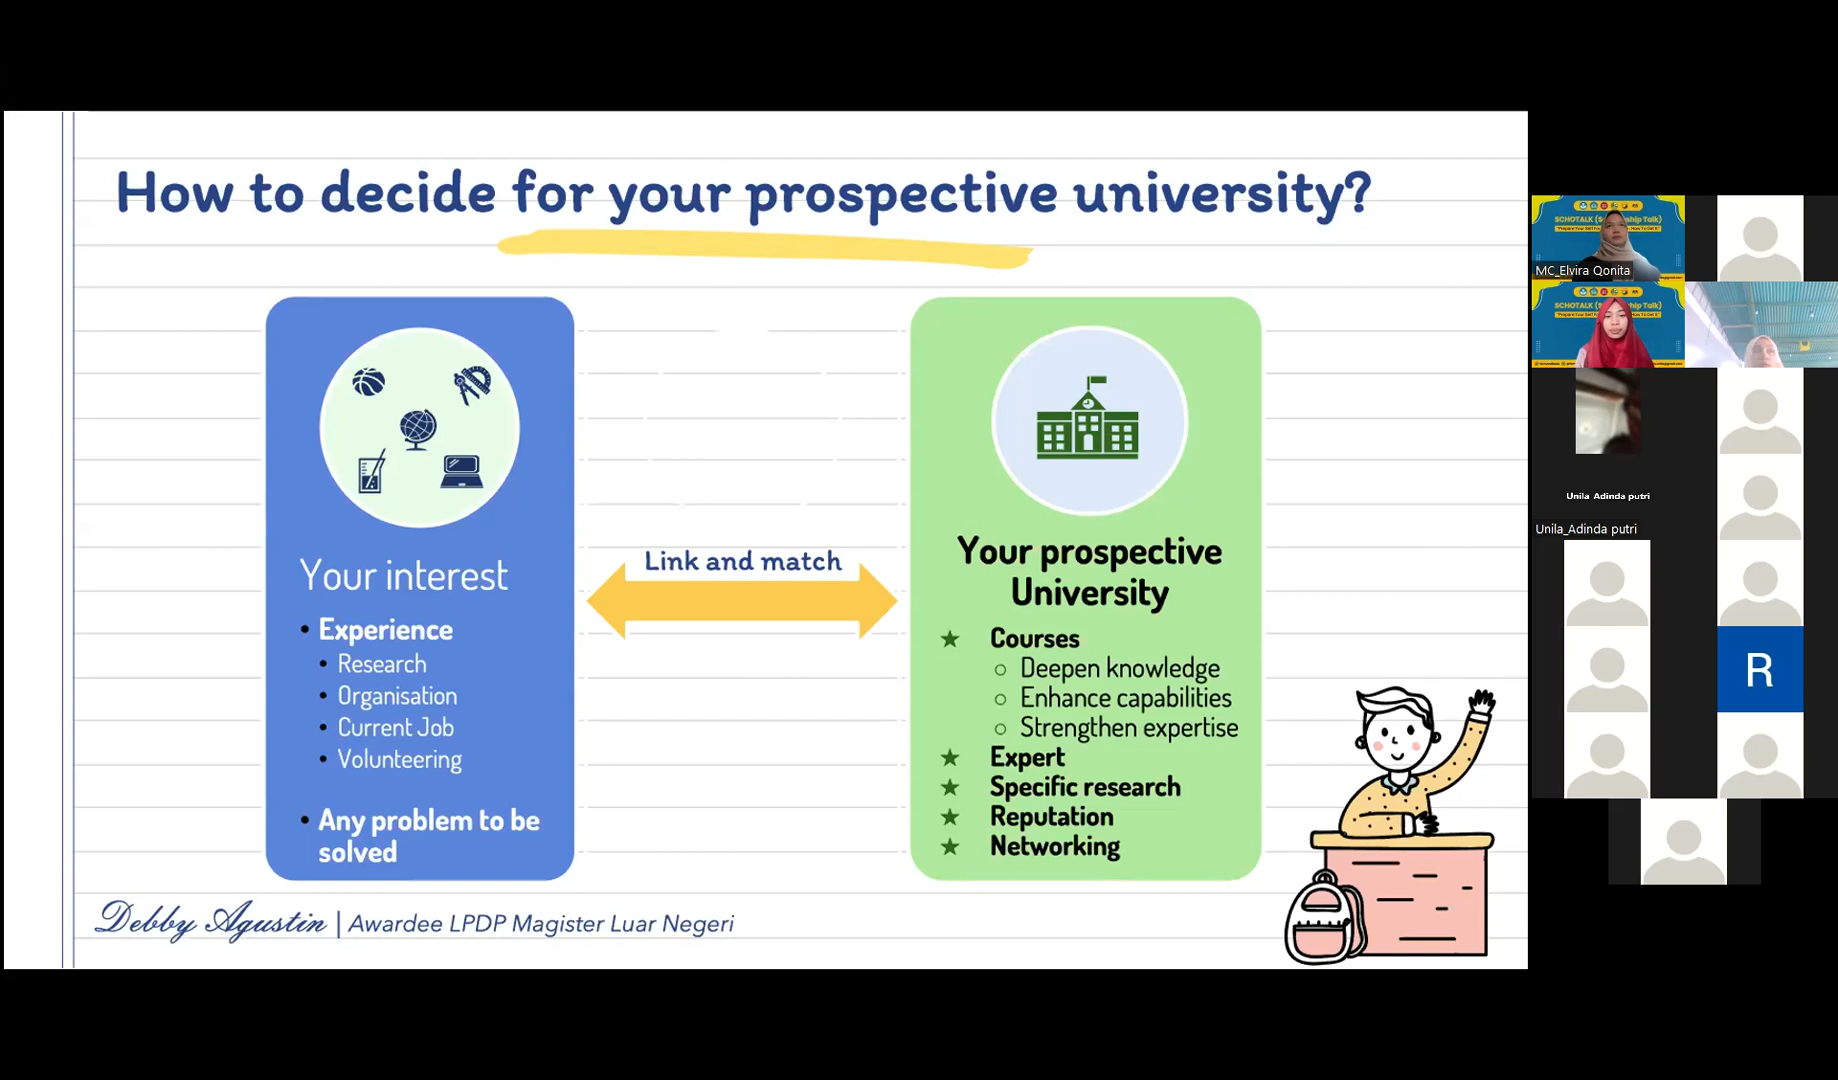 How to decide for your prospective university?
Your interest
• Experience
• Research
• Organisation
• Current Job
• Volunteering
• Any problem to be
solved
Link and match
Your prospective
University
★ Courses
○ Deepen knowledge
○ Enhance capabilities
○ Strengthen expertise
★ Expert
★ Specific research
★ Reputation
★ Networking
Debby Agustin | Awardee LPDP Magister Luar Negeri
MC_Elvira Qonita
Unila Adinda putri
Unila_Adinda putri
R